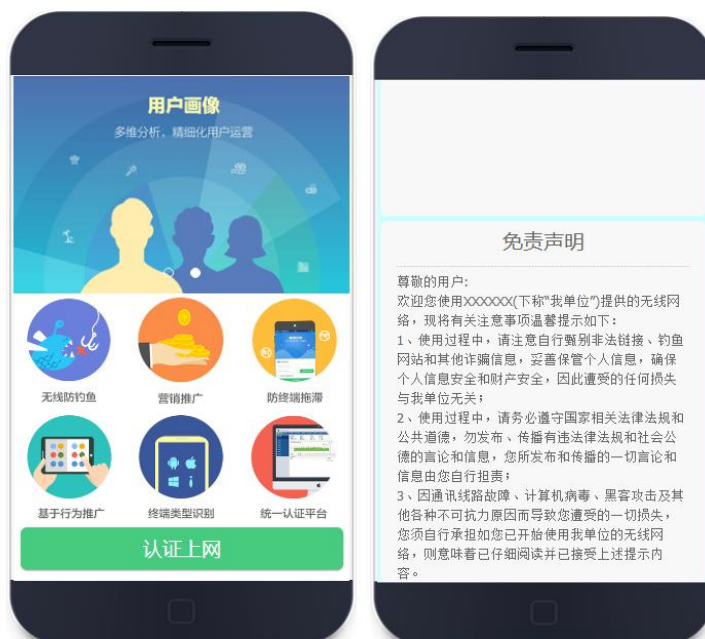 用户画像
多维分析，精细化用户运营
无线防钓鱼
营销推广
防终端拖滞
基于行为推广
终端类型识别
统一认证平台
认证上网
免责声明
尊敬的用户:
欢迎您使用XXXXXX(下称"我单位")提供的无线网
络，现将有关注意事项温馨提示如下：
1、使用过程中，请注意自行甄别非法链接、钓鱼
网站和其他诈骗信息，妥善保管个人信息，确保
个人信息安全和财产安全，因此遭受的任何损失
与我单位无关；
2、使用过程中，请务必遵守国家相关法律法规和
公共道德，勿发布、传播有违法律法规和社会公
德的言论和信息，您所发布和传播的一切言论和
信息由您自行担责；
3、因通讯线路故障、计算机病毒、黑客攻击及其
他各种不可抗力原因而导致您遭受的一切损失，
您须自行承担如您已开始使用我单位的无线网
络，则意味着已仔细阅读并已接受上述提示内
容。